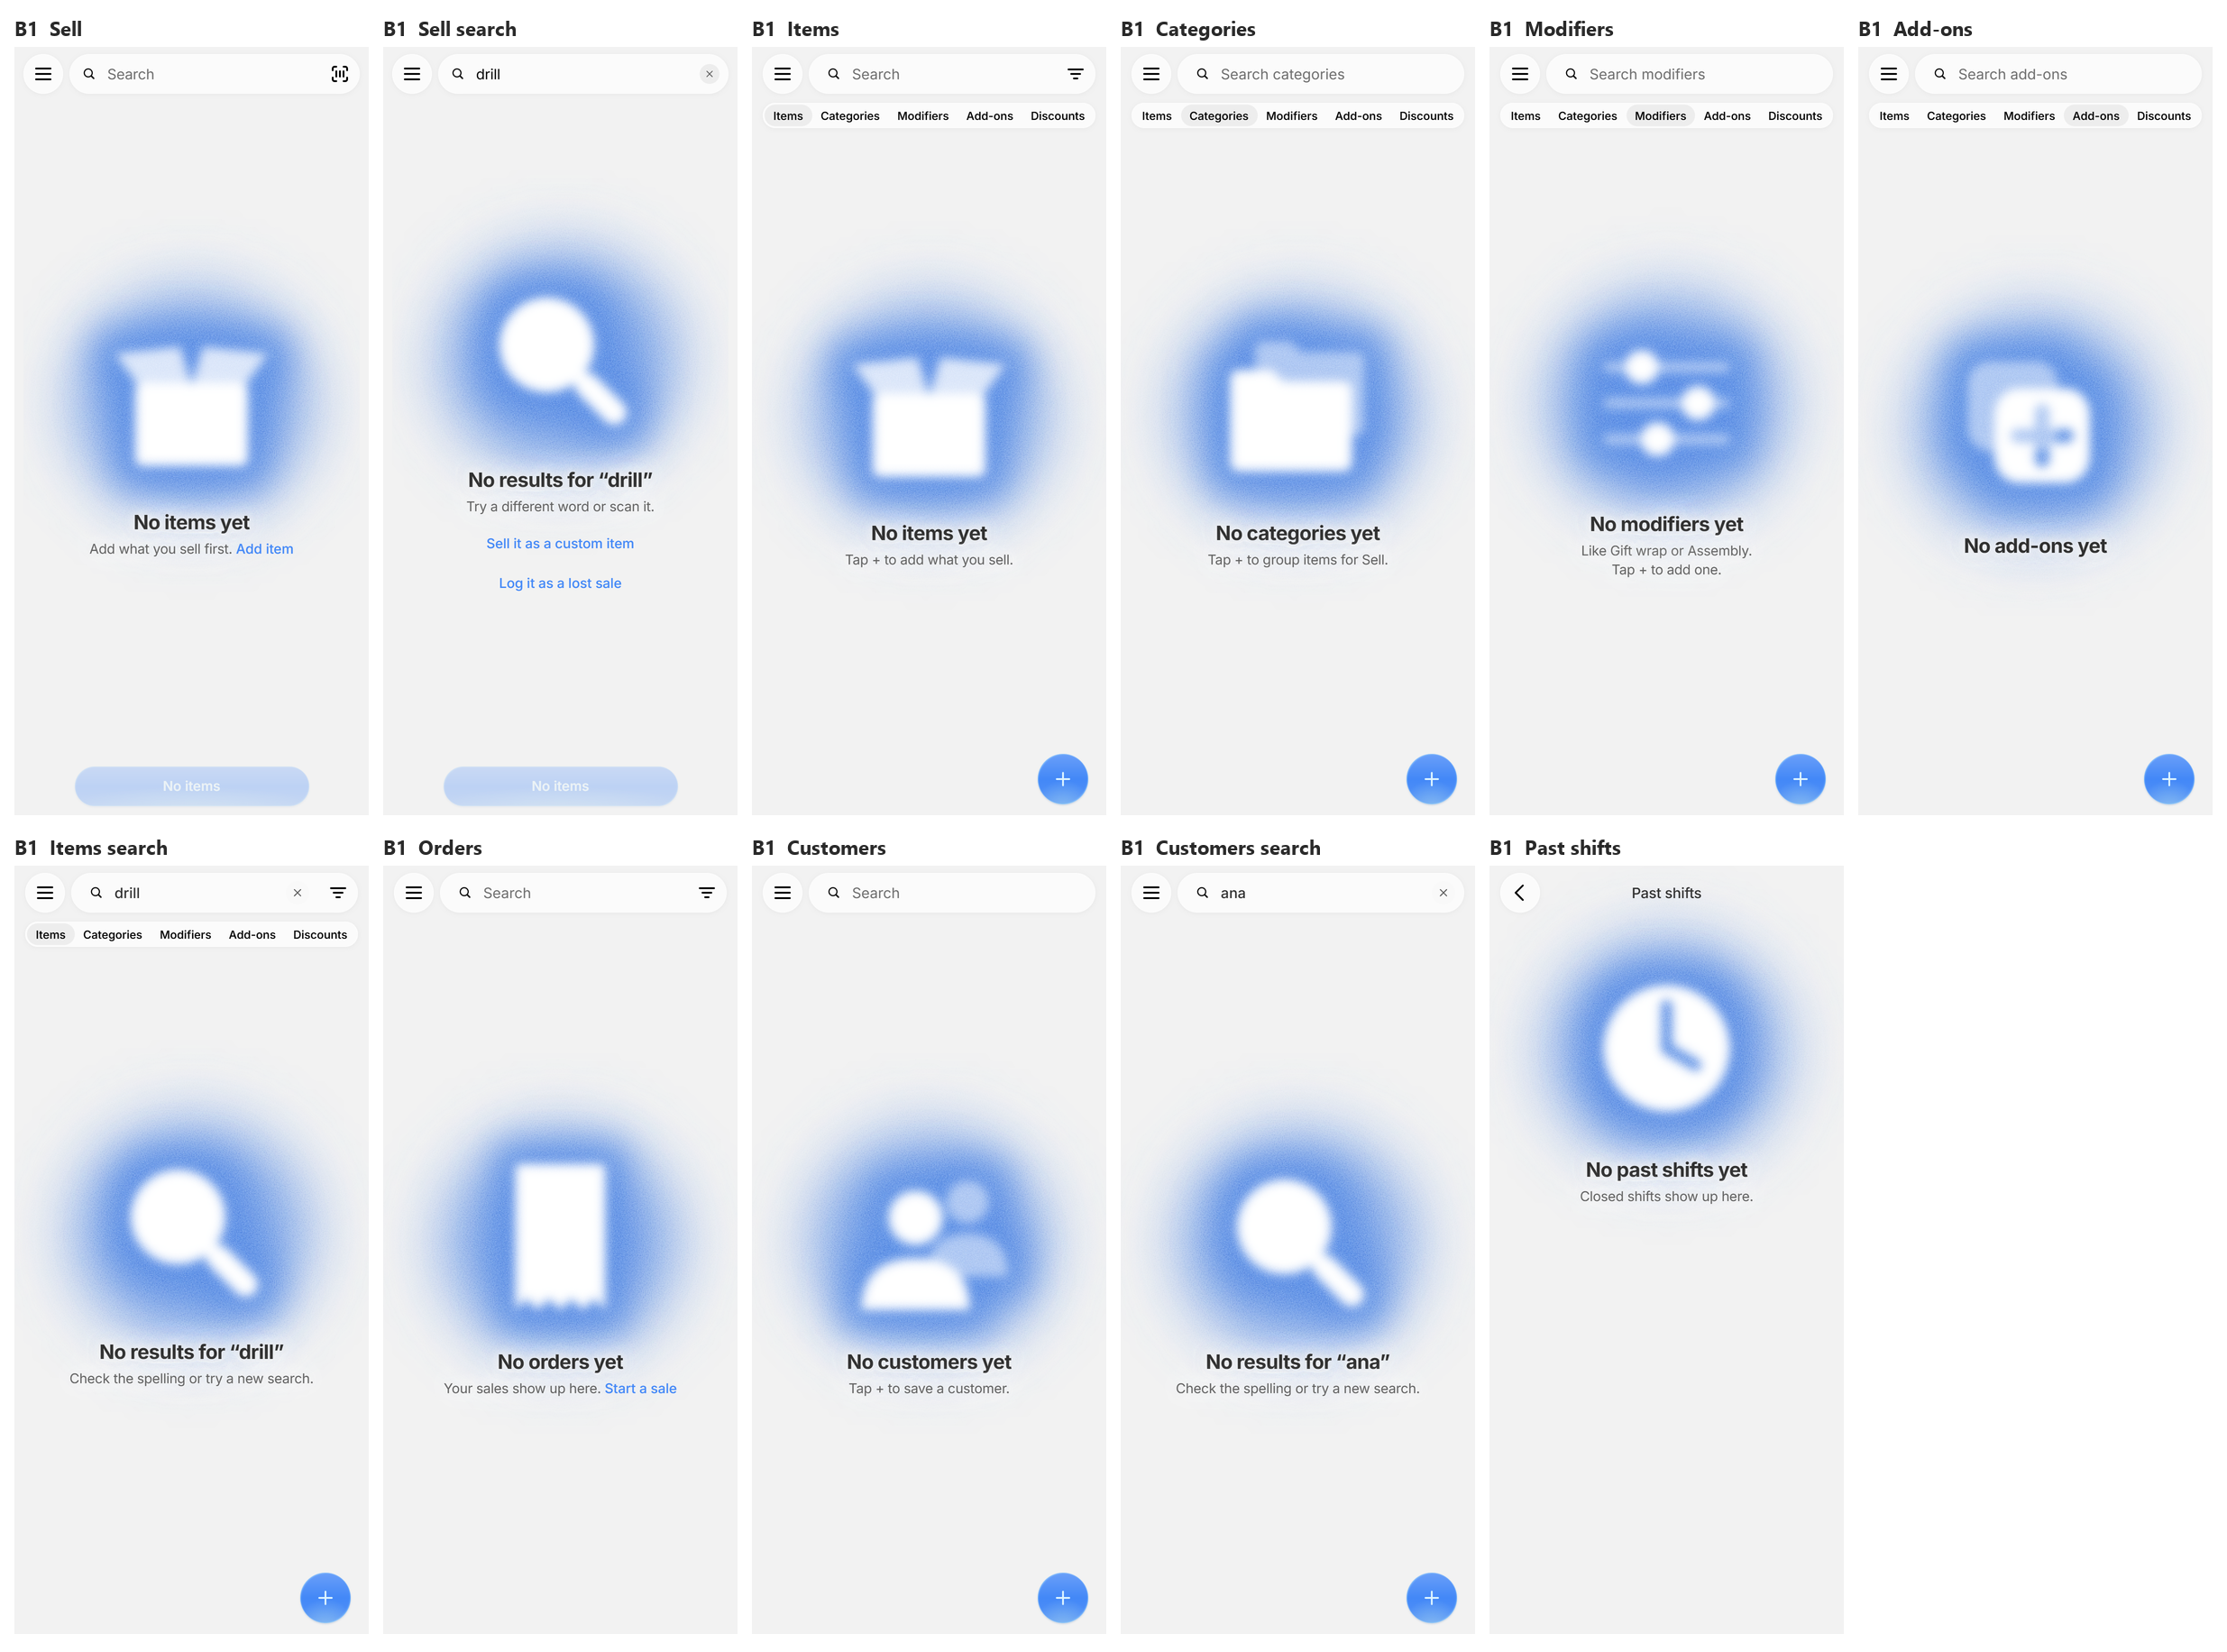 B1 Sell
Search
No items yet
Add what you sell first. Add item
No items
B1 Sell search
drill
No results for “drill”
Try a different word or scan it.
Sell it as a custom item
Log it as a lost sale
No items
B1 Items
Search
Items Categories Modifiers Add-ons Discounts
No items yet
Tap + to add what you sell.
B1 Categories
Search categories
Items Categories Modifiers Add-ons Discounts
No categories yet
Tap + to group items for Sell.
B1 Modifiers
Search modifiers
Items Categories Modifiers Add-ons Discounts
No modifiers yet
Like Gift wrap or Assembly.
Tap + to add one.
B1 Add-ons
Search add-ons
Items Categories Modifiers Add-ons Discounts
No add-ons yet
B1 Items search
drill
Items Categories Modifiers Add-ons Discounts
No results for “drill”
Check the spelling or try a new search.
B1 Orders
Search
No orders yet
Your sales show up here. Start a sale
B1 Customers
Search
No customers yet
Tap + to save a customer.
B1 Customers search
ana
No results for “ana”
Check the spelling or try a new search.
B1 Past shifts
Past shifts
No past shifts yet
Closed shifts show up here.